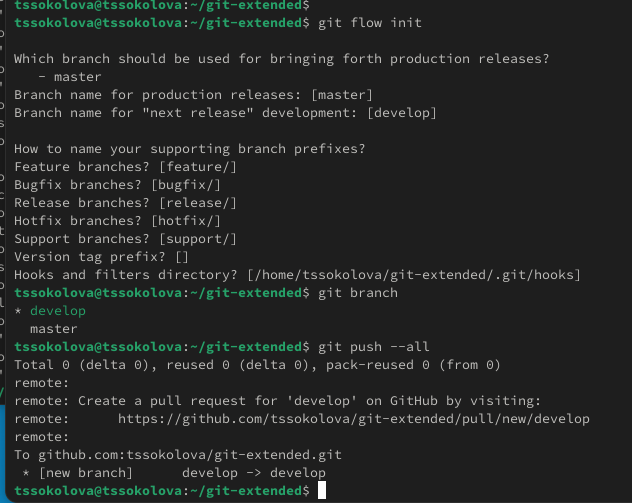 tssokolova@tssokolova:~/git-extended$
tssokolova@tssokolova:~/git-extended$ git flow init
Which branch should be used for bringing forth production releases?
   - master
Branch name for production releases: [master]
Branch name for "next release" development: [develop]
How to name your supporting branch prefixes?
Feature branches? [feature/]
Bugfix branches? [bugfix/]
Release branches? [release/]
Hotfix branches? [hotfix/]
Support branches? [support/]
Version tag prefix? []
Hooks and filters directory? [/home/tssokolova/git-extended/.git/hooks]
tssokolova@tssokolova:~/git-extended$ git branch
* develop
  master
tssokolova@tssokolova:~/git-extended$ git push --all
Total 0 (delta 0), reused 0 (delta 0), pack-reused 0 (from 0)
remote:
remote: Create a pull request for 'develop' on GitHub by visiting:
remote:      https://github.com/tssokolova/git-extended/pull/new/develop
remote:
To github.com:tssokolova/git-extended.git
 * [new branch]      develop -> develop
tssokolova@tssokolova:~/git-extended$